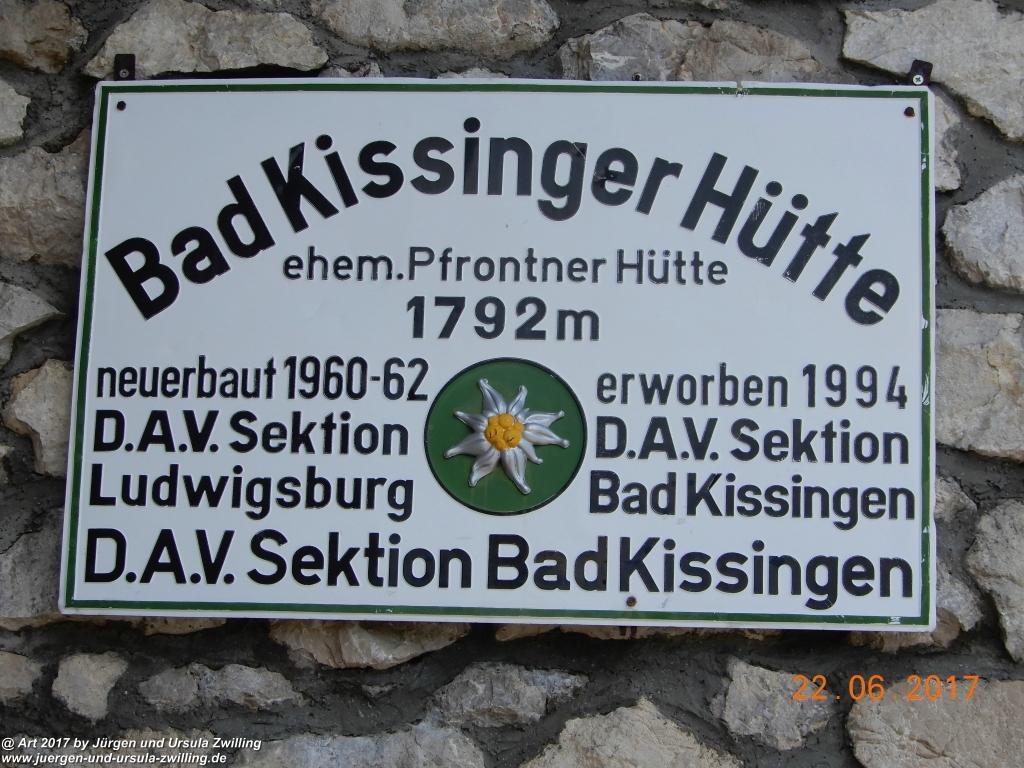 Bad Kissinger Hütte
ehem. Pfrontner Hütte
1792 m
neuerbaut 1960-62
D.A.V. Sektion
Ludwigsburg
erworben 1994
D.A.V. Sektion
Bad Kissingen
D.A.V. Sektion Bad Kissingen
22.06.2017
@ Art 2017 by Jürgen und Ursula Zwilling
www.juergen-und-ursula-zwilling.de